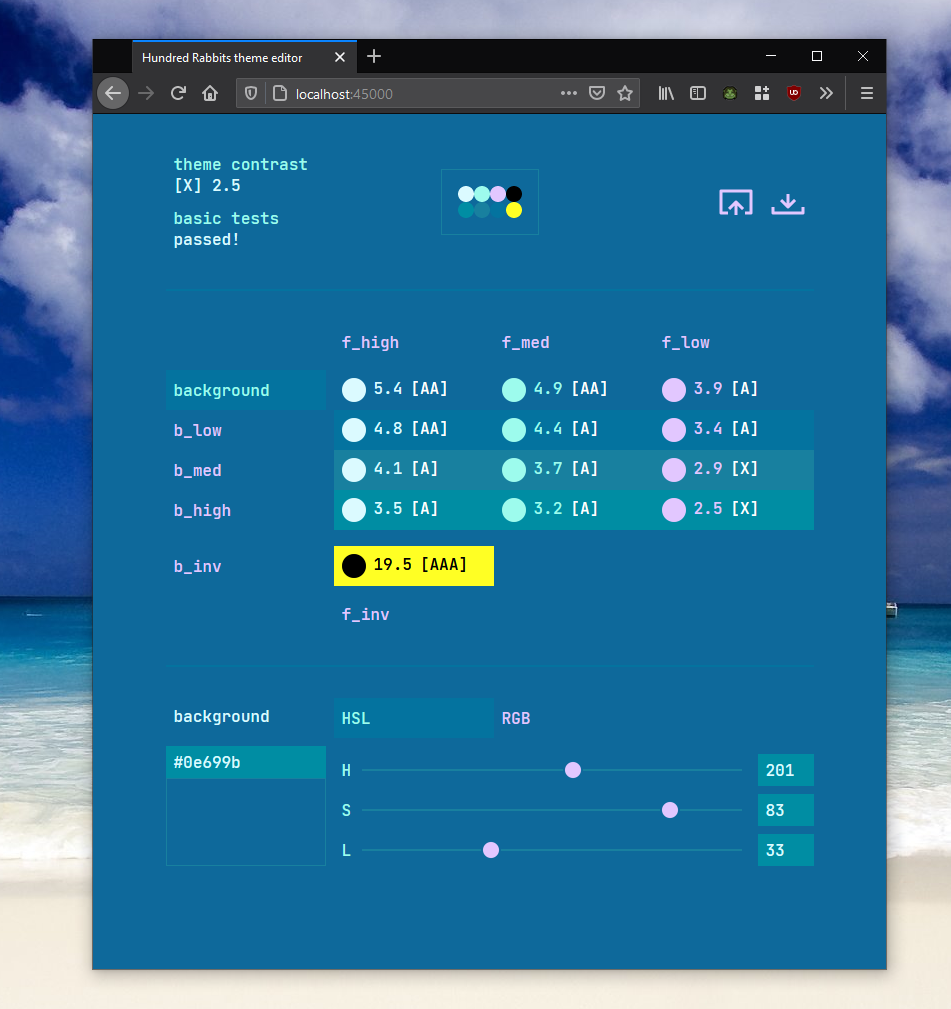 Hundred Rabbits theme editor
localhost:45000
theme contrast
[X] 2.5
basic tests
passed!
f_high f_med f_low
background 5.4 [AA] 4.9 [AA] 3.9 [A]
b_low 4.8 [AA] 4.4 [A] 3.4 [A]
b_med 4.1 [A] 3.7 [A] 2.9 [X]
b_high 3.5 [A] 3.2 [A] 2.5 [X]
b_inv 19.5 [AAA]
f_inv
background HSL RGB
#0e699b
H 201
S 83
L 33